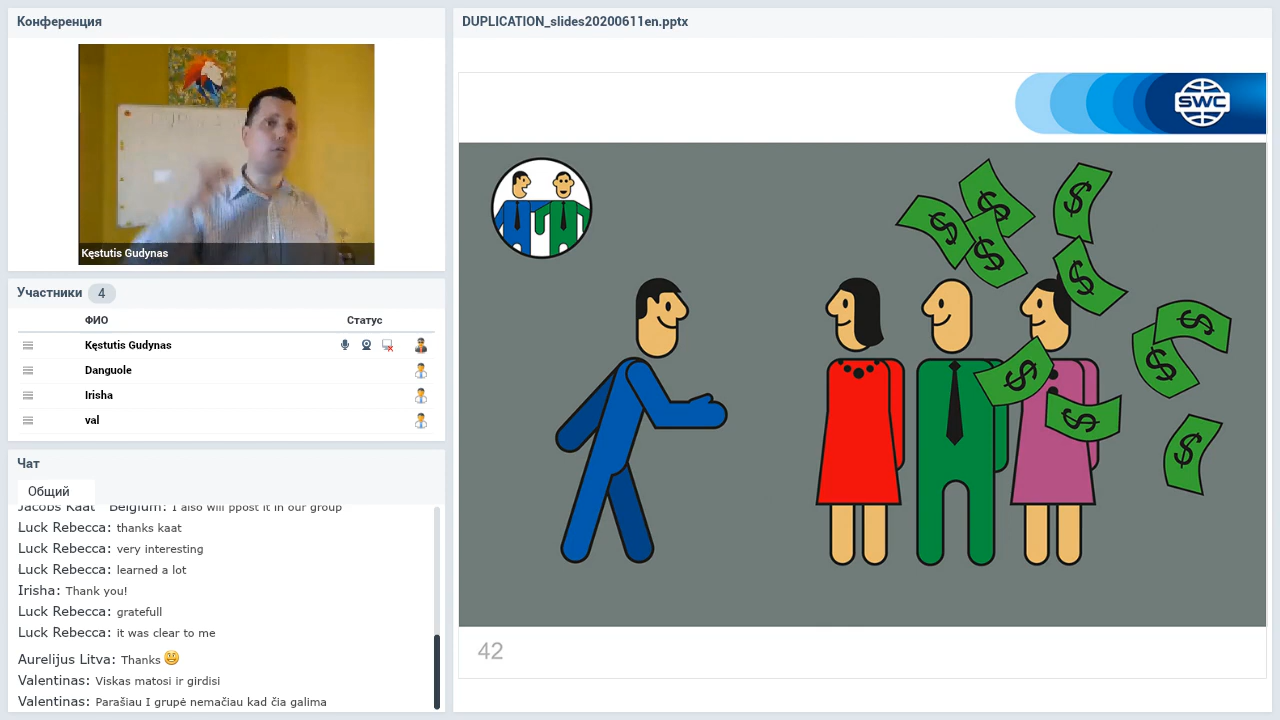 Конференция
Kęstutis Gudynas
Участники 4
ФИО Статус
Kęstutis Gudynas
Danguole
Irisha
val
Чат
Общий
Jacobs Kaat Belgium: I also will ppost it in our group
Luck Rebecca: thanks kaat
Luck Rebecca: very interesting
Luck Rebecca: learned a lot
Irisha: Thank you!
Luck Rebecca: gratefull
Luck Rebecca: it was clear to me
Aurelijus Litva: Thanks
Valentinas: Viskas matosi ir girdisi
Valentinas: Parašiau I grupė nemačiau kad čia galima
DUPLICATION_slides20200611en.pptx
SWC
$ $ $ $ $ $ $ $ $ $
42